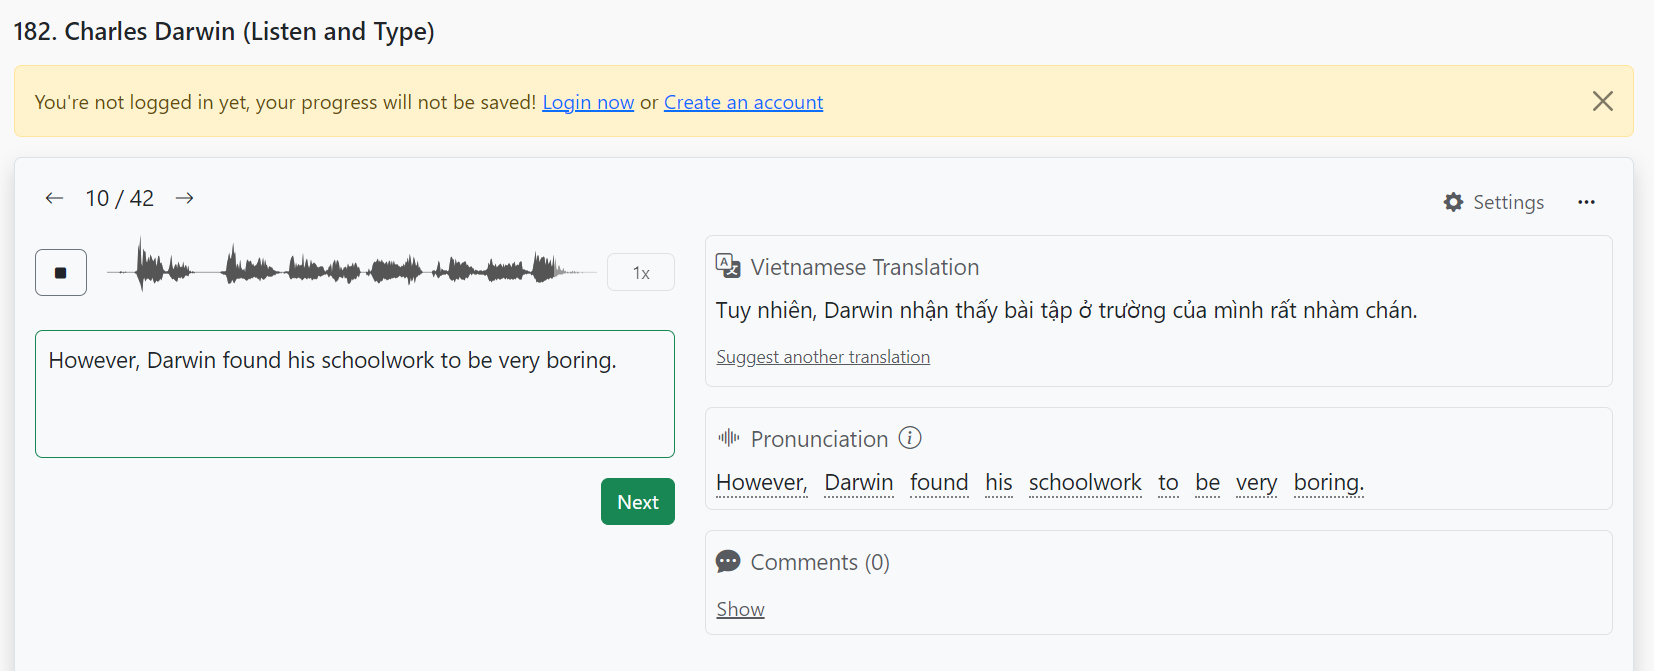 182. Charles Darwin (Listen and Type)
You're not logged in yet, your progress will not be saved! Login now or Create an account
10 / 42
Settings
1x
However, Darwin found his schoolwork to be very boring.
Next
Vietnamese Translation
Tuy nhiên, Darwin nhận thấy bài tập ở trường của mình rất nhàm chán.
Suggest another translation
Pronunciation
However, Darwin found his schoolwork to be very boring.
Comments (0)
Show